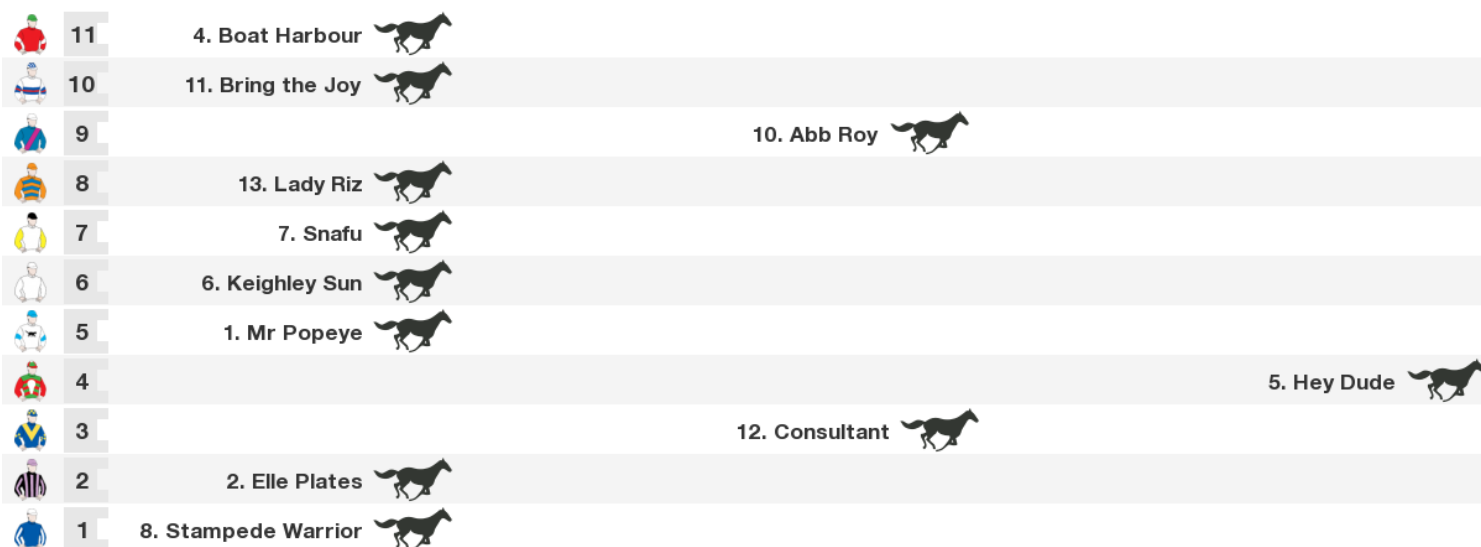 11 4. Boat Harbour
10 11. Bring the Joy
9 10. Abb Roy
8 13. Lady Riz
7 7. Snafu
6 6. Keighley Sun
5 1. Mr Popeye
4 5. Hey Dude
3 12. Consultant
2 2. Elle Plates
1 8. Stampede Warrior